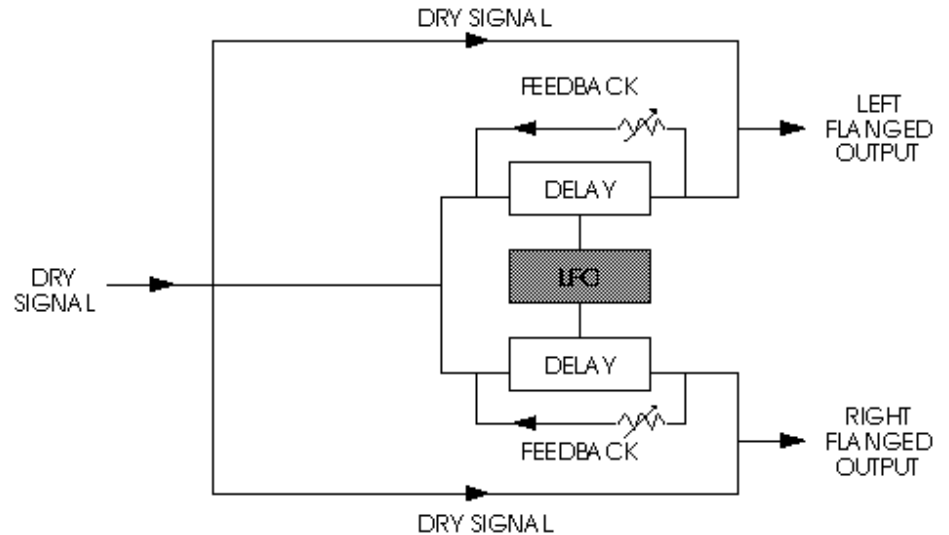 DRY SIGNAL
FEEDBACK
LEFT
FLANGED
OUTPUT
DELAY
LFO
DRY
SIGNAL
DELAY
FEEDBACK
RIGHT
FLANGED
OUTPUT
DRY SIGNAL